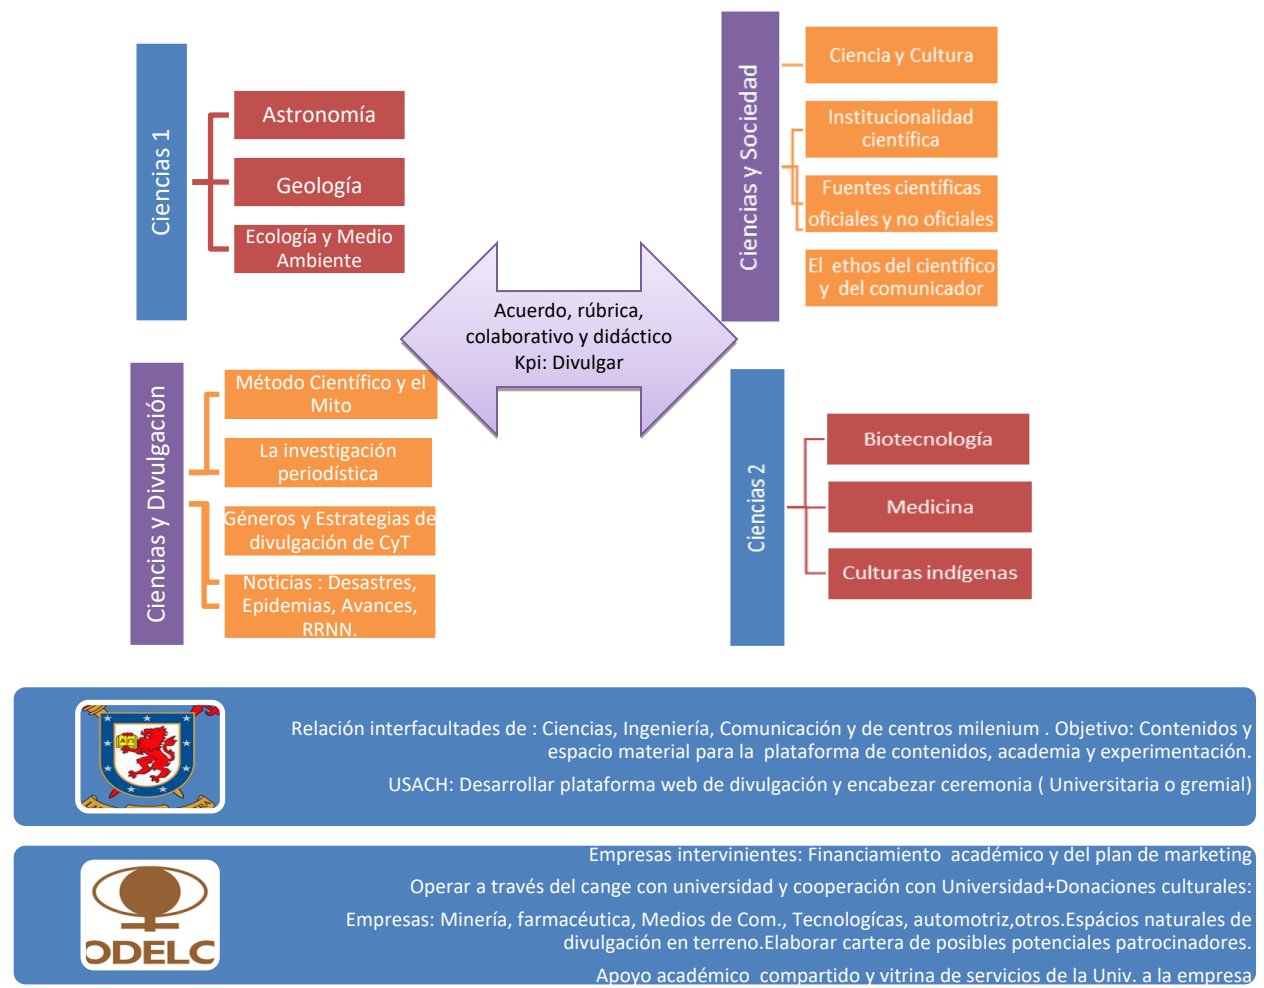 Ciencias 1
Astronomía
Geología
Ecología y Medio
Ambiente
Ciencias y Sociedad
Ciencia y Cultura
Institucionalidad
científica
Fuentes científicas
oficiales y no oficiales
El ethos del científico
y del comunicador
Acuerdo, rúbrica,
colaborativo y didáctico
Kpi: Divulgar
Ciencias y Divulgación
Método Científico y el
Mito
La investigación
periodística
Géneros y Estrategias de
divulgación de CyT
Noticias : Desastres,
Epidemias, Avances,
RRNN.
Ciencias 2
Biotecnología
Medicina
Culturas indígenas
Relación interfacultades de : Ciencias, Ingeniería, Comunicación y de centros milenium . Objetivo: Contenidos y
espacio material para la plataforma de contenidos, academia y experimentación.
USACH: Desarrollar plataforma web de divulgación y encabezar ceremonia ( Universitaria o gremial)
Empresas intervinientes: Financiamiento académico y del plan de marketing
Operar a través del cange con universidad y cooperación con Universidad+Donaciones culturales:
Empresas: Minería, farmacéutica, Medios de Com., Tecnologícas, automotriz,otros.Espácios naturales de
divulgación en terreno.Elaborar cartera de posibles potenciales patrocinadores.
Apoyo académico compartido y vitrina de servicios de la Univ. a la empresa
ODELC